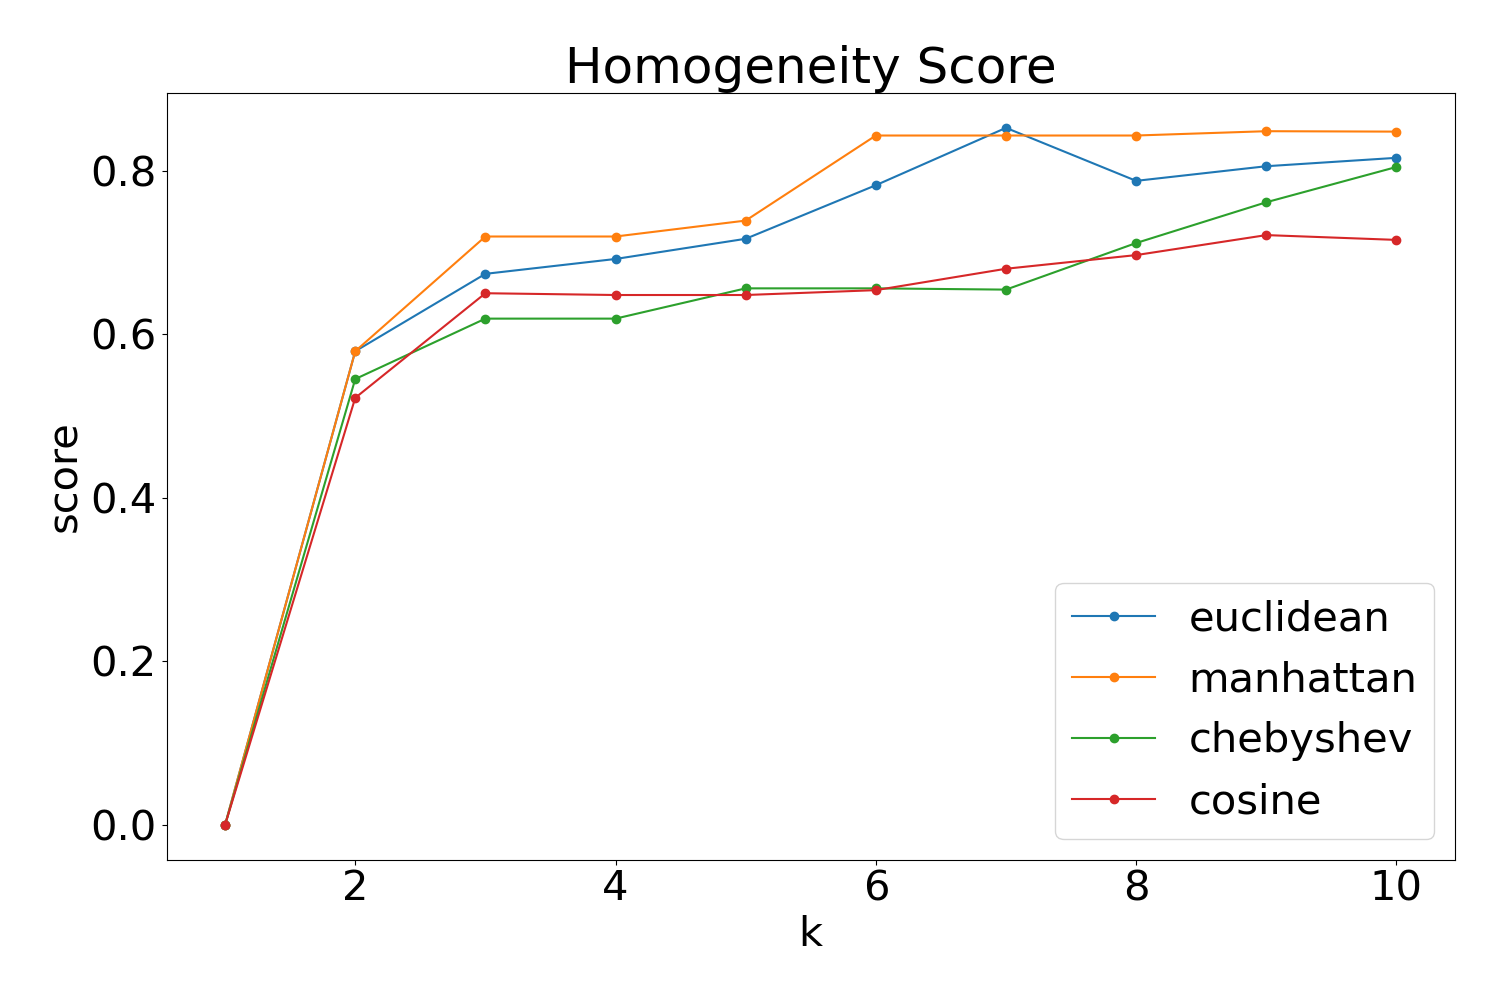 Homogeneity Score
score
0.8
0.6
0.4
0.2
0.0
2 4 6 8 10
k
euclidean
manhattan
chebyshev
cosine